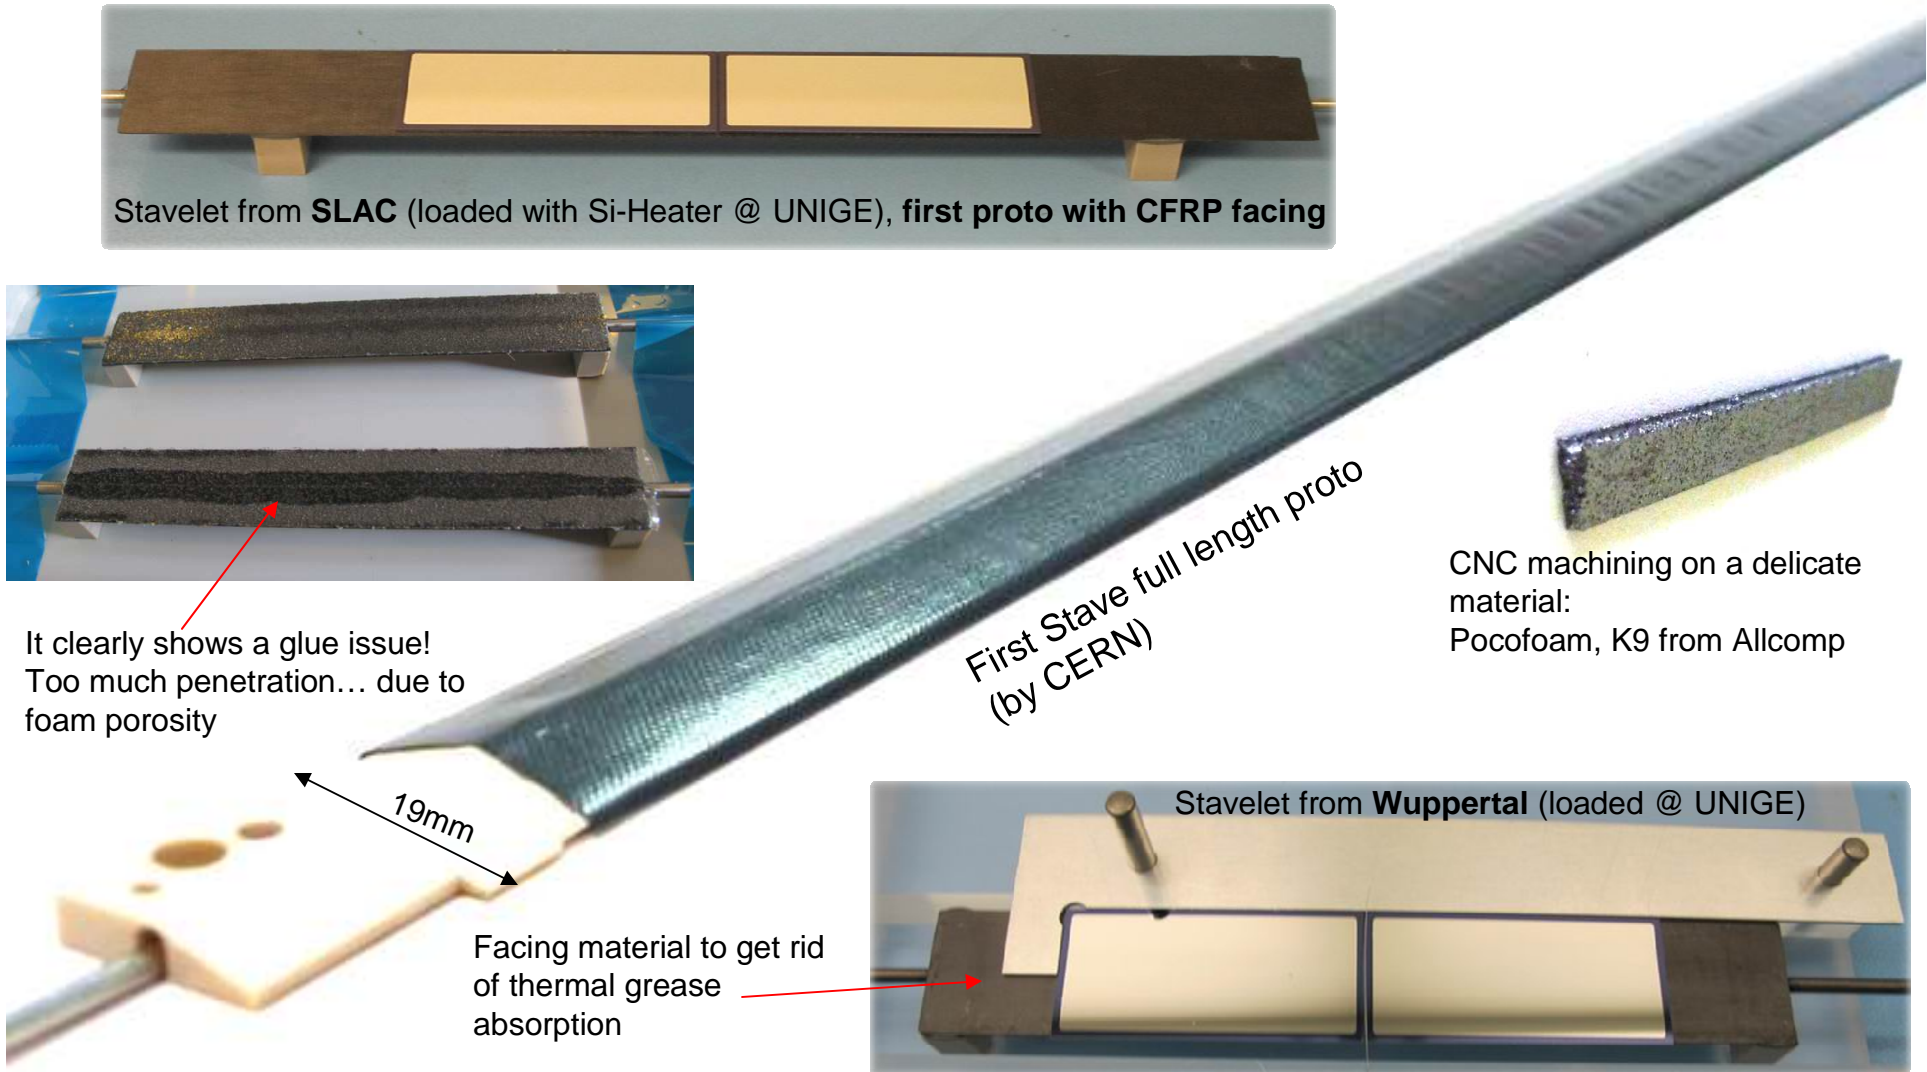 Stavelet from SLAC (loaded with Si-Heater @ UNIGE), first proto with CFRP facing
It clearly shows a glue issue!
Too much penetration… due to
foam porosity
First Stave full length proto
(by CERN)
CNC machining on a delicate
material:
Pocofoam, K9 from Allcomp
19mm
Stavelet from Wuppertal (loaded @ UNIGE)
Facing material to get rid
of thermal grease
absorption